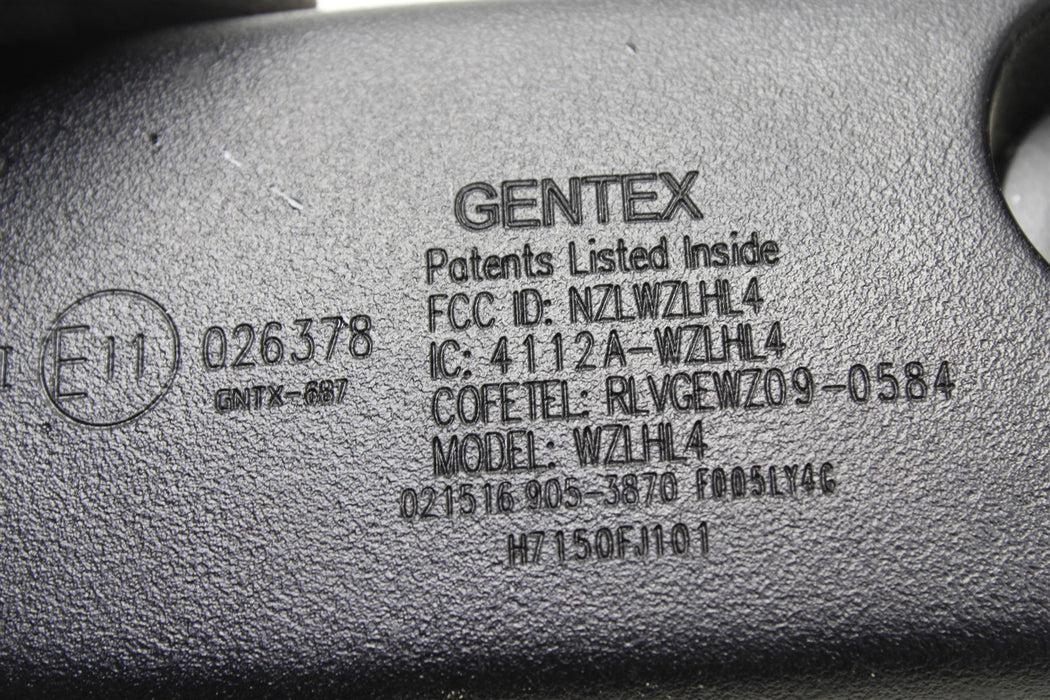 GENTEX
Patents Listed Inside
FCC ID: NZLWZLHL4
IC: 4112A-WZLHL4
COFETEL: RLVGEWZ09-0584
MODEL: WZLHL4
021516 905-3870 F005LY4G
H7150FJ101
I E11 026378
GNTX-687